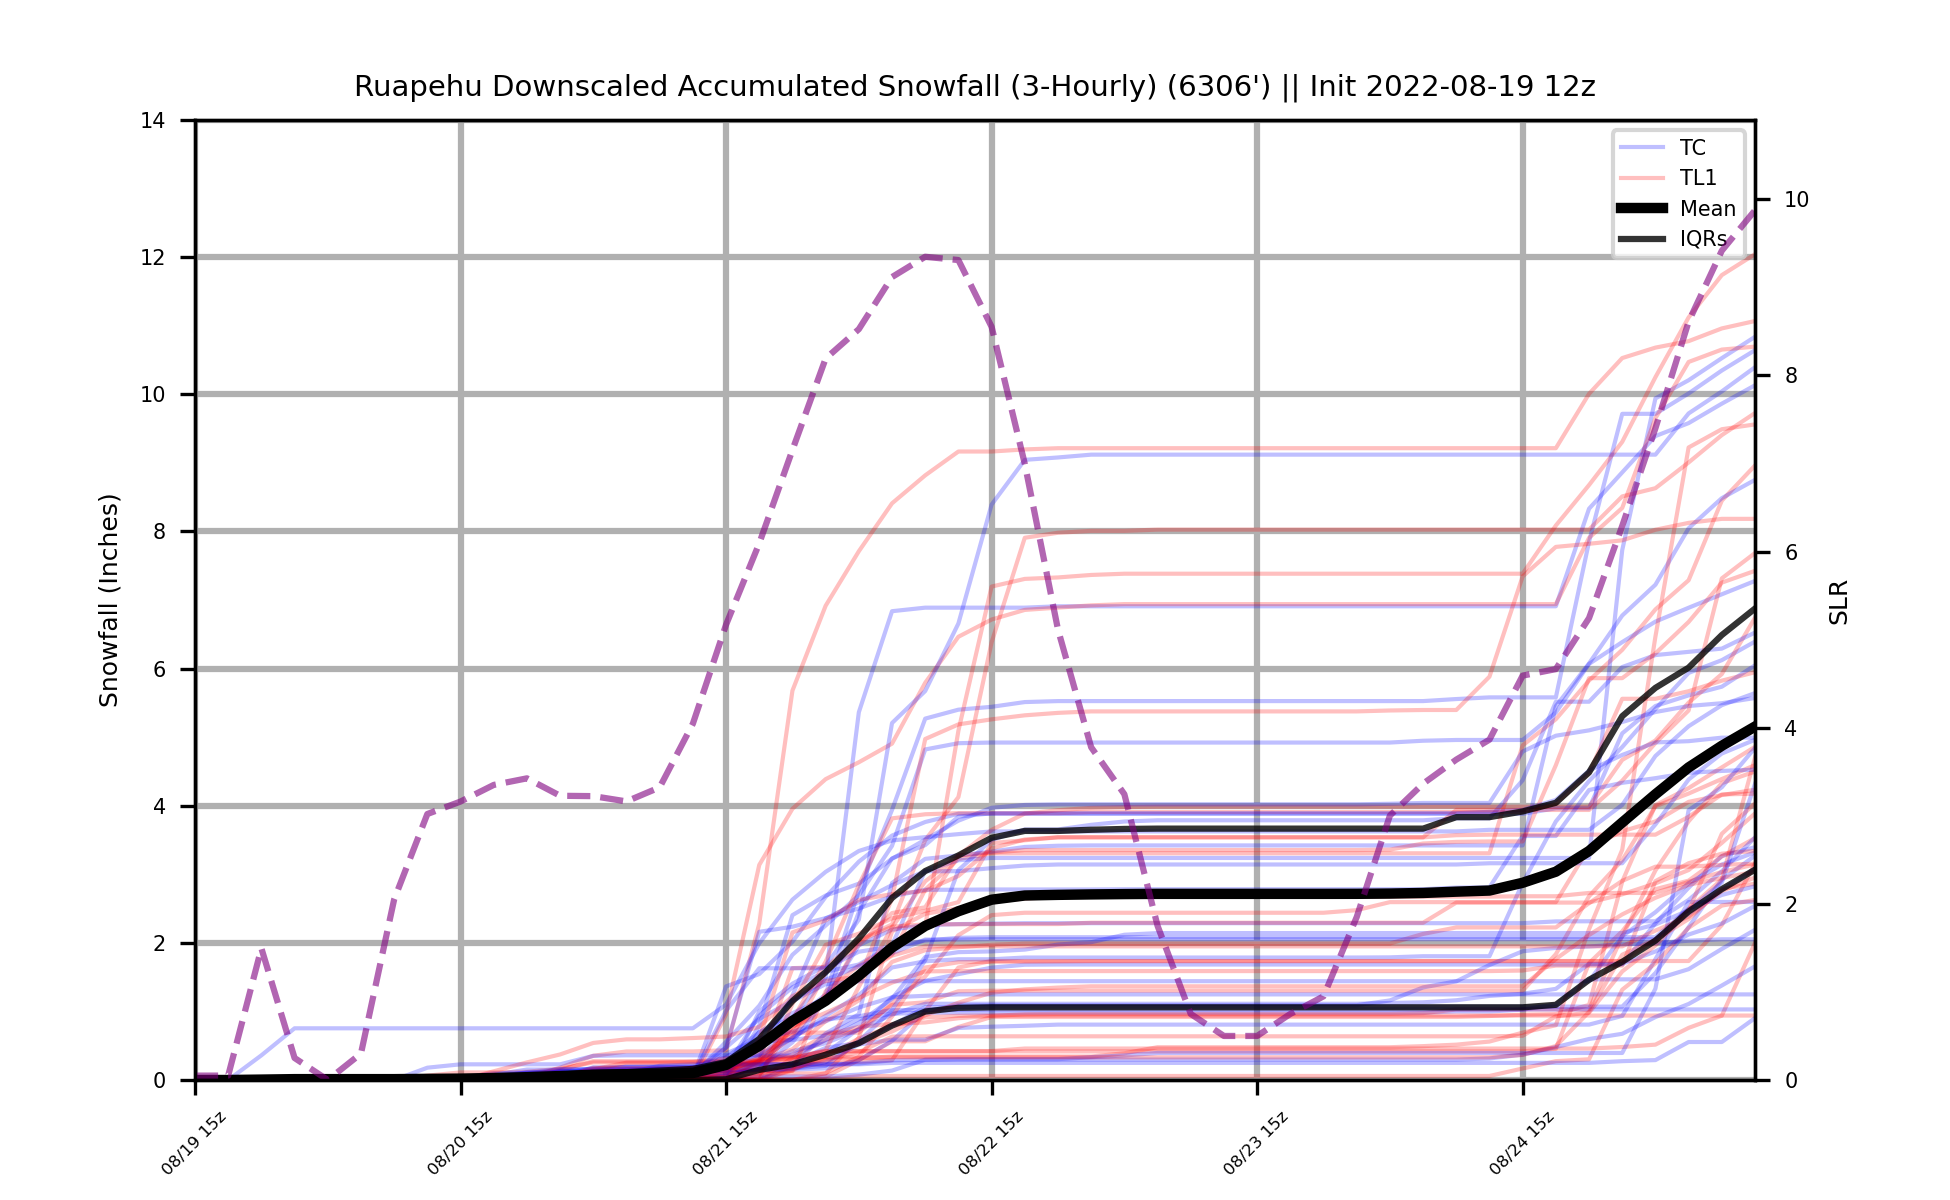 Ruapehu Downscaled Accumulated Snowfall (3-Hourly) (6306') || Init 2022-08-19 12z
14
12
10
8
6
4
2
0
Snowfall (Inches)
TC
TL1
Mean
IQRs
10
8
6
4
2
0
SLR
08/19 15z
08/20 15z
08/21 15z
08/22 15z
08/23 15z
08/24 15z